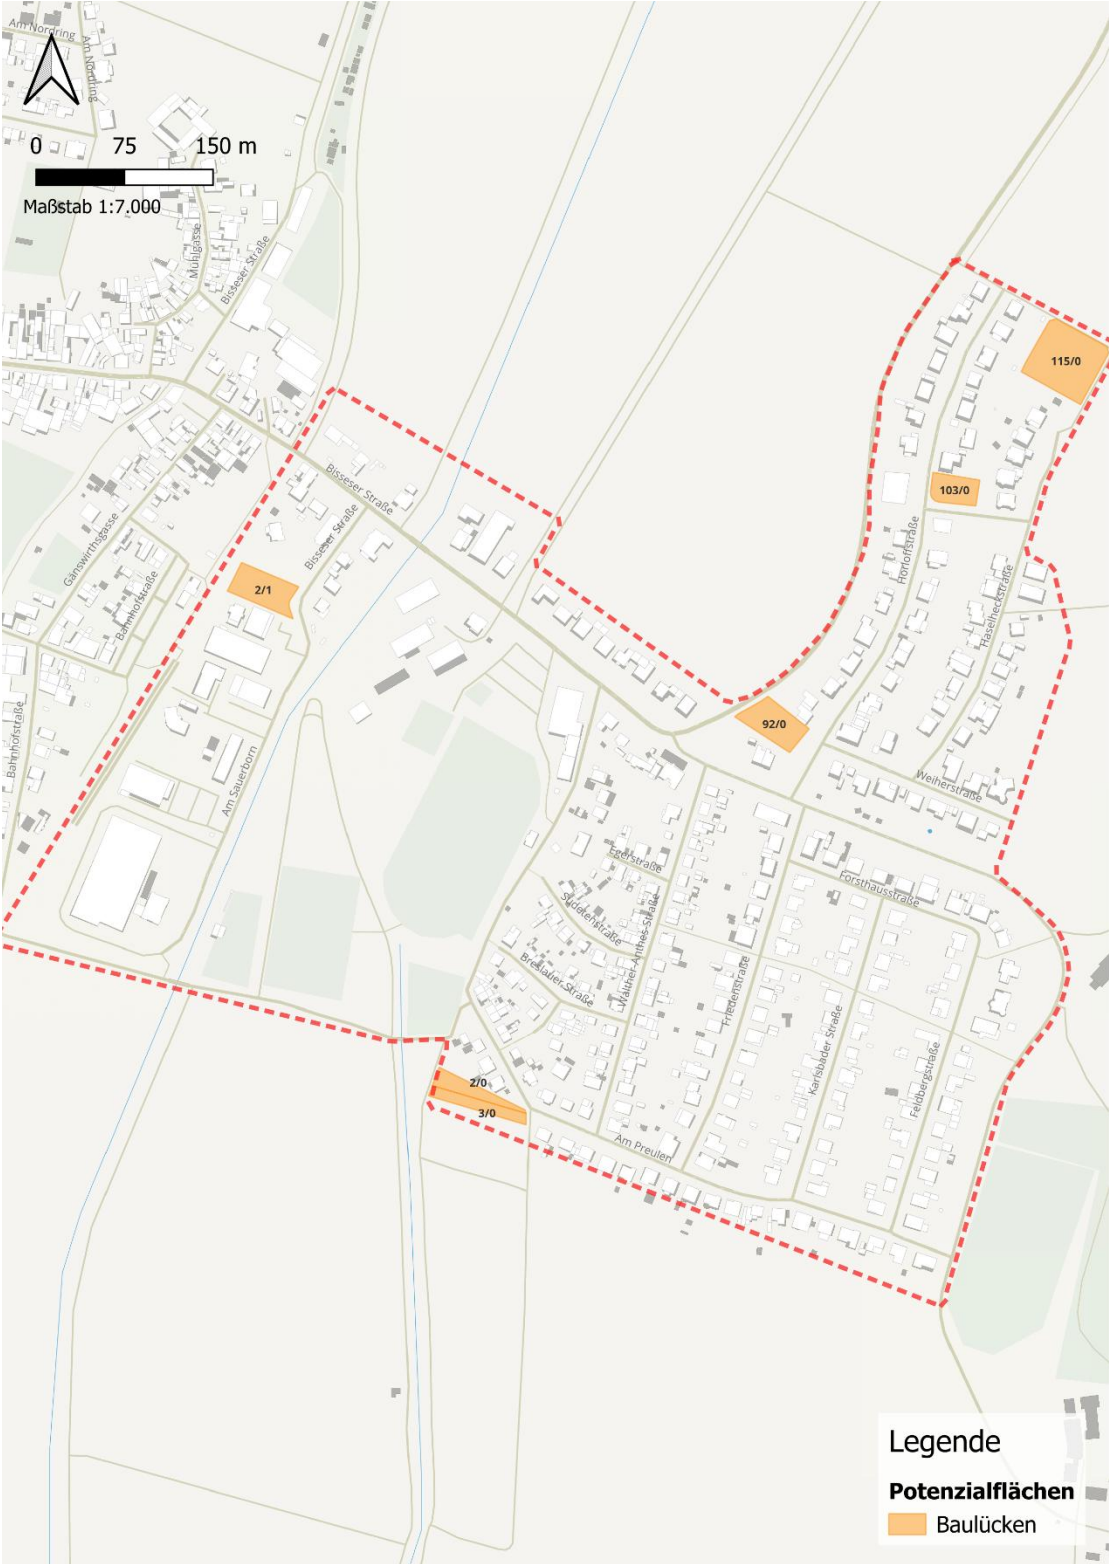 Am Nordring
Am Nordring
0 75 150 m
Maßstab 1:7.000
Mühlgasse
Bisseser Straße
115/0
103/0
Bisseser Straße
Bisseser Straße
Gänswirthsgasse
Bahnhofstraße
2/1
Horloffstraße
Haselheckstraße
Bahnhofstraße
92/0
Am Sauerborn
Weiherstraße
Egerstraße
Forsthausstraße
Sudetenstraße
Walther-Anthes-Straße
Breslauer Straße
Friedenstraße
Karlsbader Straße
Feldbergstraße
2/0
3/0
Am Preulen
Legende
Potenzialflächen
Baulücken